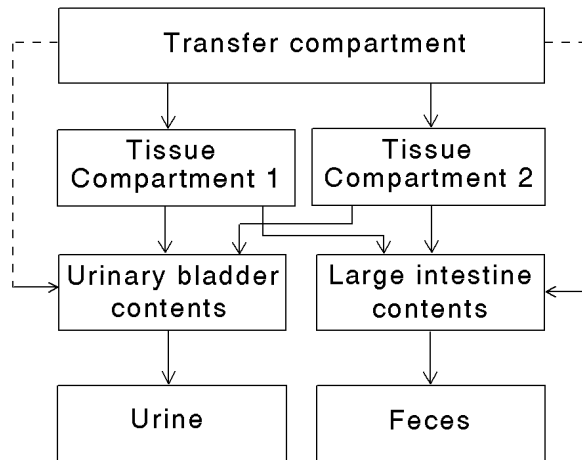 Transfer compartment
Tissue
Compartment 1
Tissue
Compartment 2
Urinary bladder
contents
Large intestine
contents
Urine
Feces